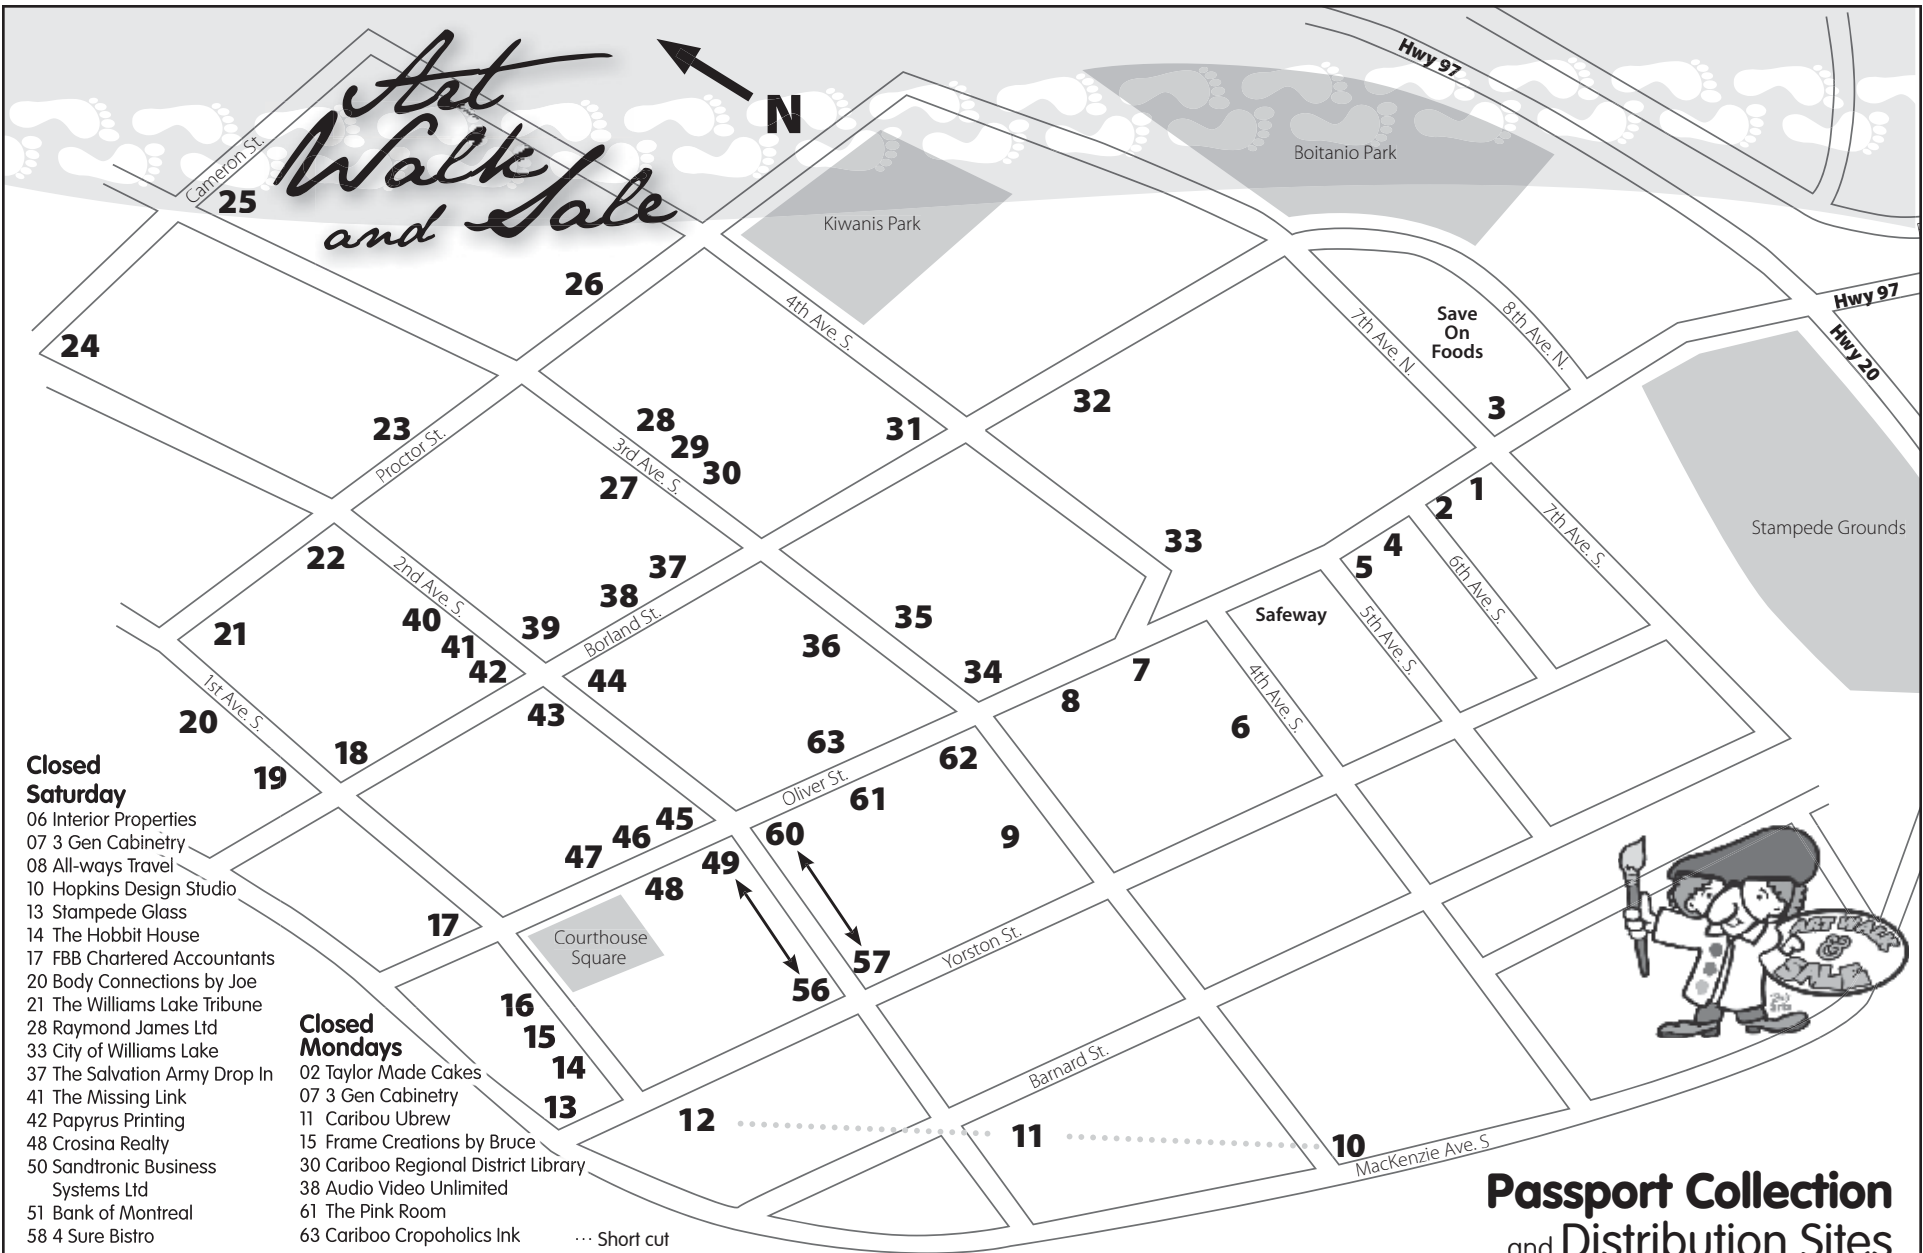 Art
Walk
and Sale
N
Hwy 97
Boitanio Park
Cameron St.
25
Kiwanis Park
26
4th Ave. S.
7th Ave. N.
Save
On
Foods
8th Ave. N.
Hwy 97
Hwy 20
24
23
Proctor St.
28
29
30
3rd Ave. S.
27
31
32
3
1
2
4
5
7th Ave. S.
6th Ave. S.
5th Ave. S.
Stampede Grounds
33
22
2nd Ave. S.
37
38
39
Borland St.
40
41
42
21
35
36
34
Safeway
7
8
6
4th Ave. S.
1st Ave. S.
20
19
18
44
43
63
62
Oliver St.
61
60
9
45
46
47
49
48
17
Courthouse
Square
57
56
Yorston St.
16
15
14
13
12
11
10
Barnard St.
MacKenzie Ave. S
ART WALK
&
SALE
Closed
Saturday
06 Interior Properties
07 3 Gen Cabinetry
08 All-ways Travel
10 Hopkins Design Studio
13 Stampede Glass
14 The Hobbit House
17 FBB Chartered Accountants
20 Body Connections by Joe
21 The Williams Lake Tribune
28 Raymond James Ltd
33 City of Williams Lake
37 The Salvation Army Drop In
41 The Missing Link
42 Papyrus Printing
48 Crosina Realty
50 Sandtronic Business
Systems Ltd
51 Bank of Montreal
58 4 Sure Bistro
Closed
Mondays
02 Taylor Made Cakes
07 3 Gen Cabinetry
11 Caribou Ubrew
15 Frame Creations by Bruce
30 Cariboo Regional District Library
38 Audio Video Unlimited
61 The Pink Room
63 Cariboo Cropoholics Ink
... Short cut
Passport Collection
and Distribution Sites